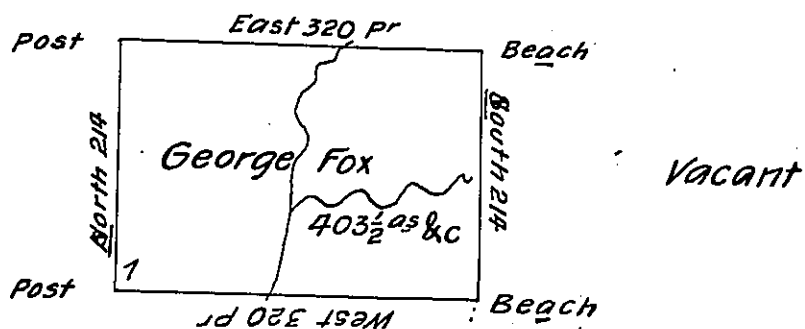 East 320 Pr
Post
Beach
North 214
South 214
George Fox
Vacant
403½ as &c
1
Post
Beach
West 320 Pr